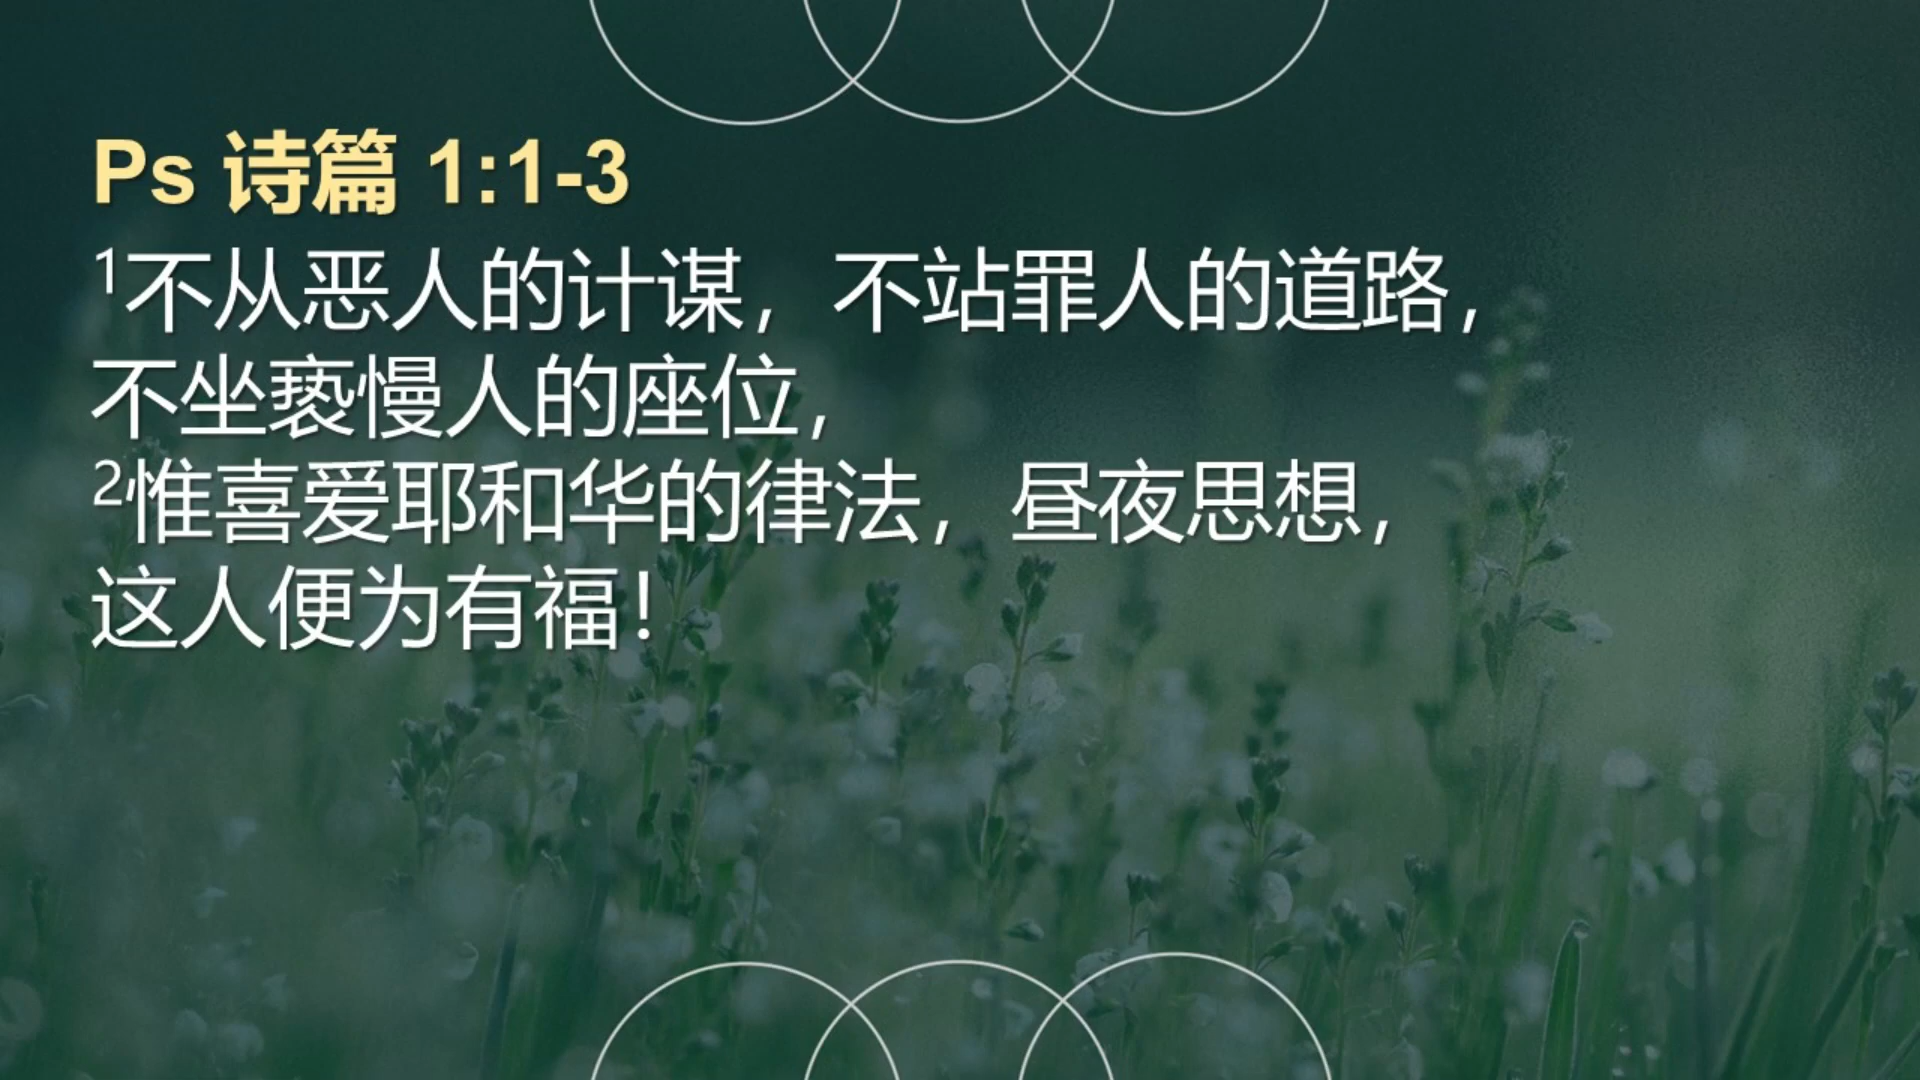 Ps 诗篇 1:1-3
1不从恶人的计谋，不站罪人的道路，
不坐亵慢人的座位，
2惟喜爱耶和华的律法，昼夜思想，
这人便为有福！